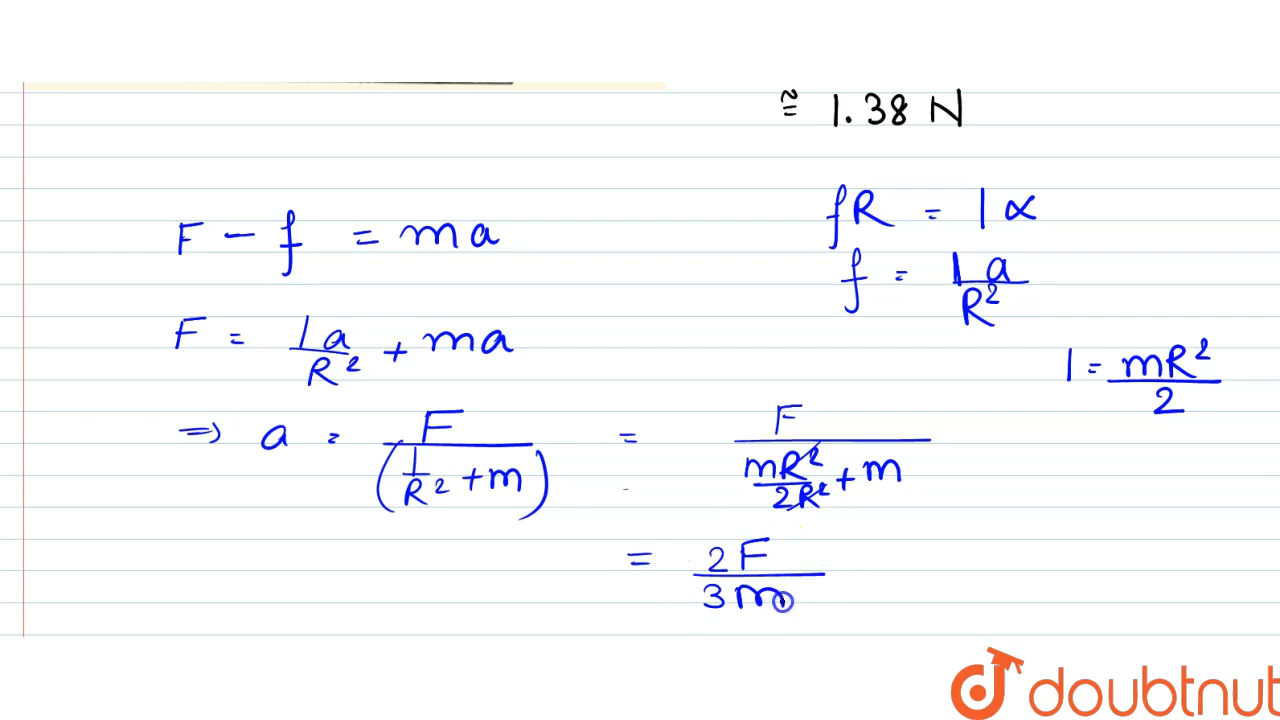 ≅ 1.38 N
fR = Iα
F - f = ma
f = Ia/R²
F = Ia/R² + ma
I = mR²/2
⇒ a = F/(I/R² + m) = F/(mR²/2R² + m)
= 2F/3m
doubtnut